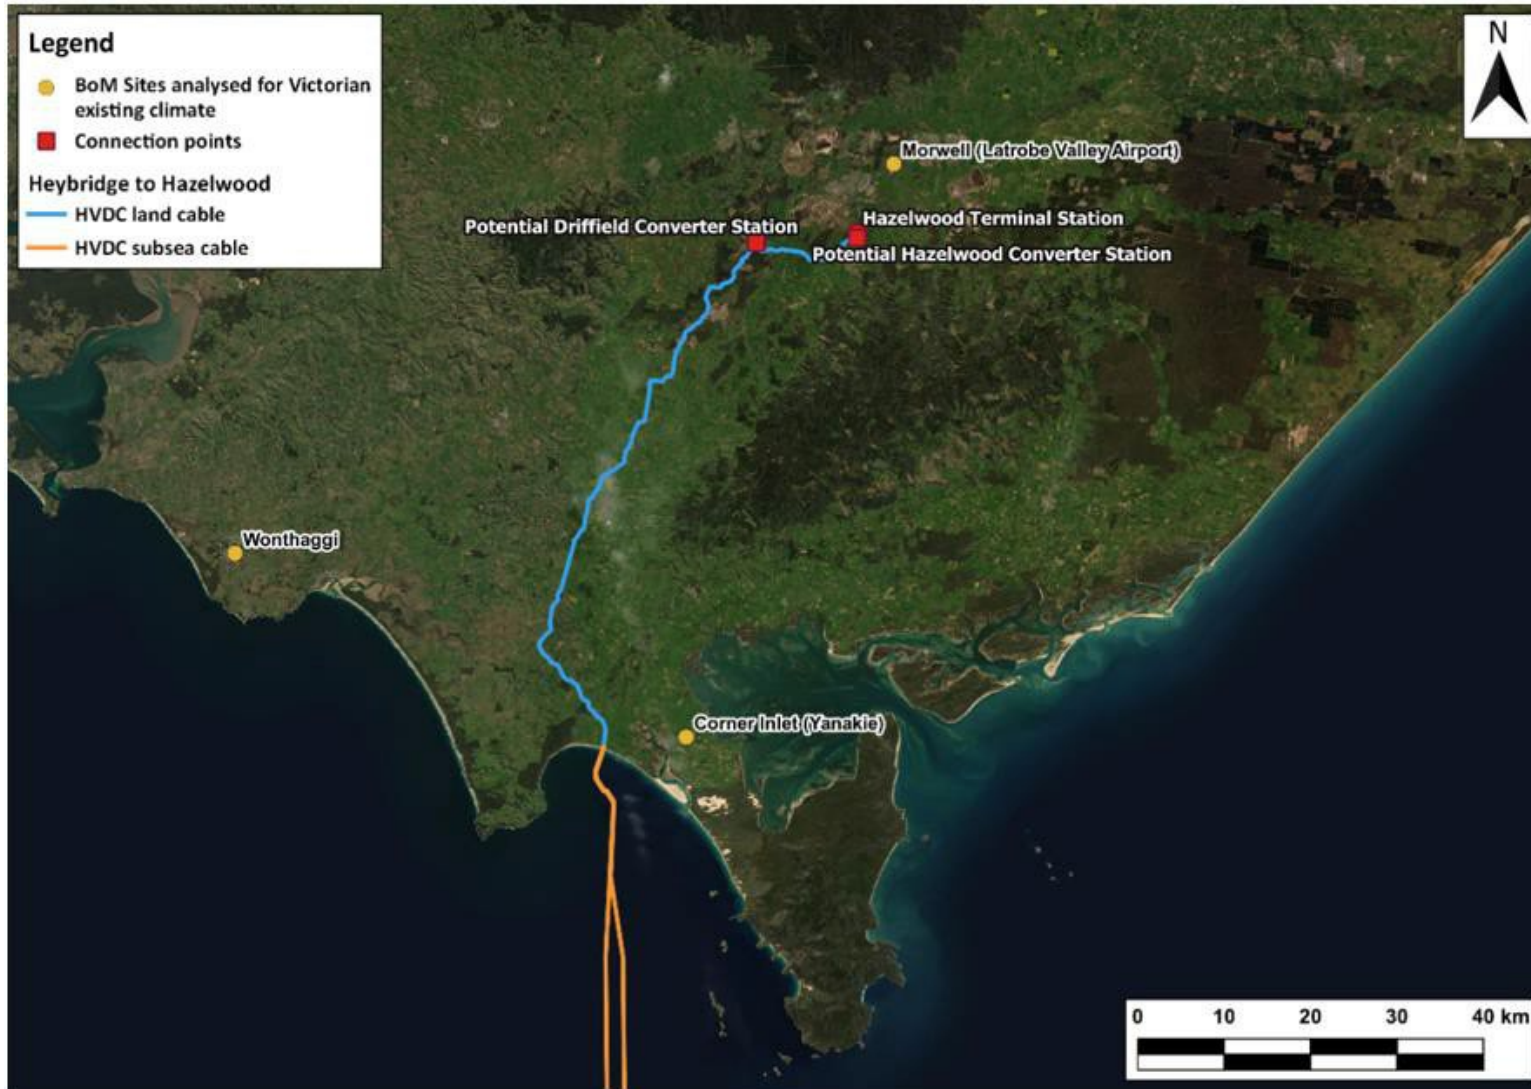 Legend
BoM Sites analysed for Victorian
existing climate
Connection points
Heybridge to Hazelwood
HVDC land cable
HVDC subsea cable
N
Morwell (Latrobe Valley Airport)
Hazelwood Terminal Station
Potential Driffield Converter Station
Potential Hazelwood Converter Station
Wonthaggi
Corner Inlet (Yanakie)
0 10 20 30 40 km